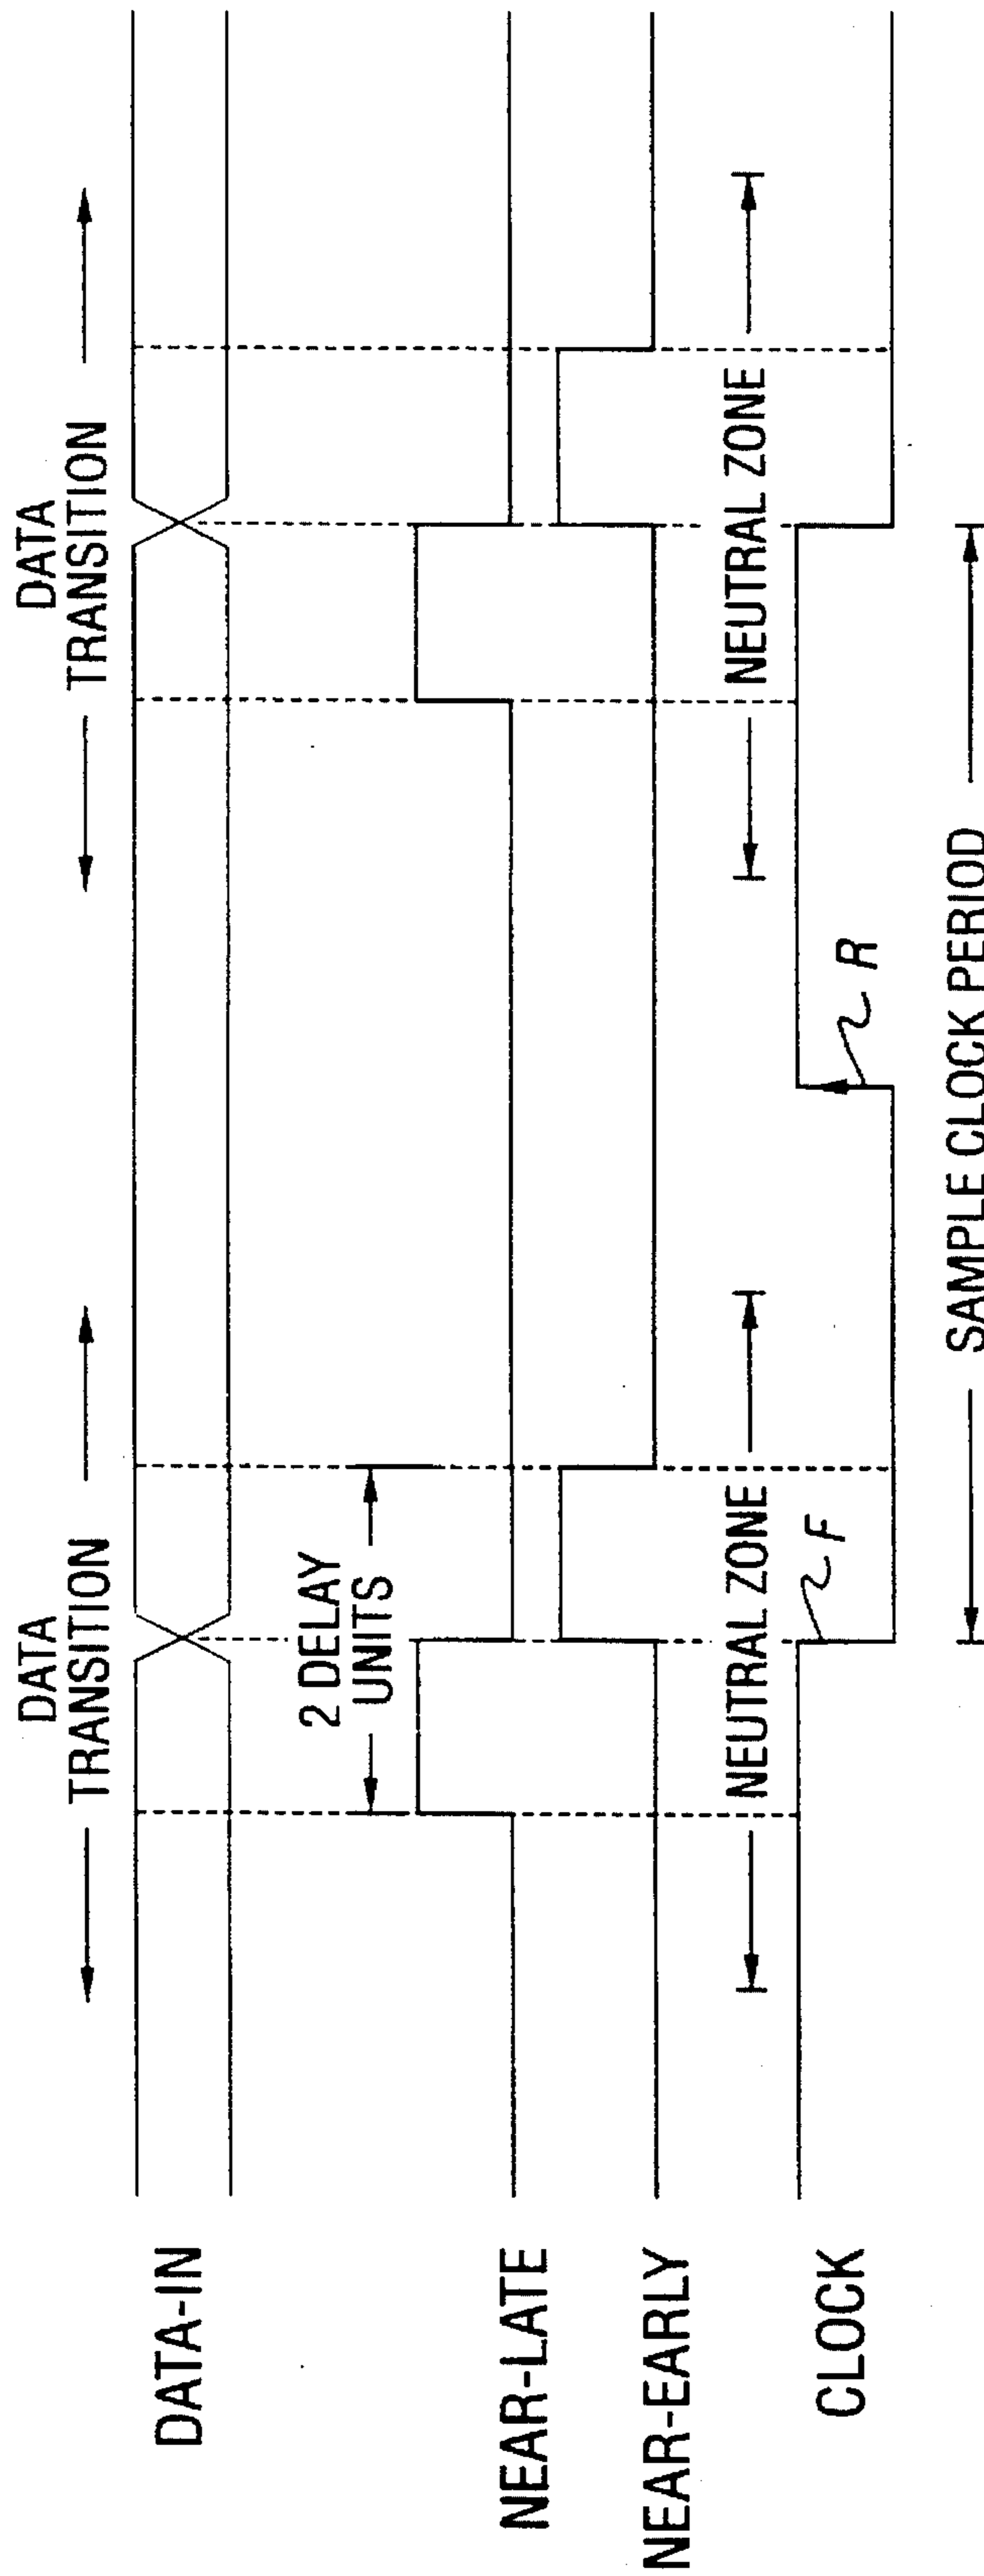 DATA
TRANSITION
DATA
TRANSITION
DATA-IN
2 DELAY
UNITS
NEAR-LATE
NEAR-EARLY
NEUTRAL ZONE
NEUTRAL ZONE
F
R
CLOCK
SAMPLE CLOCK PERIOD